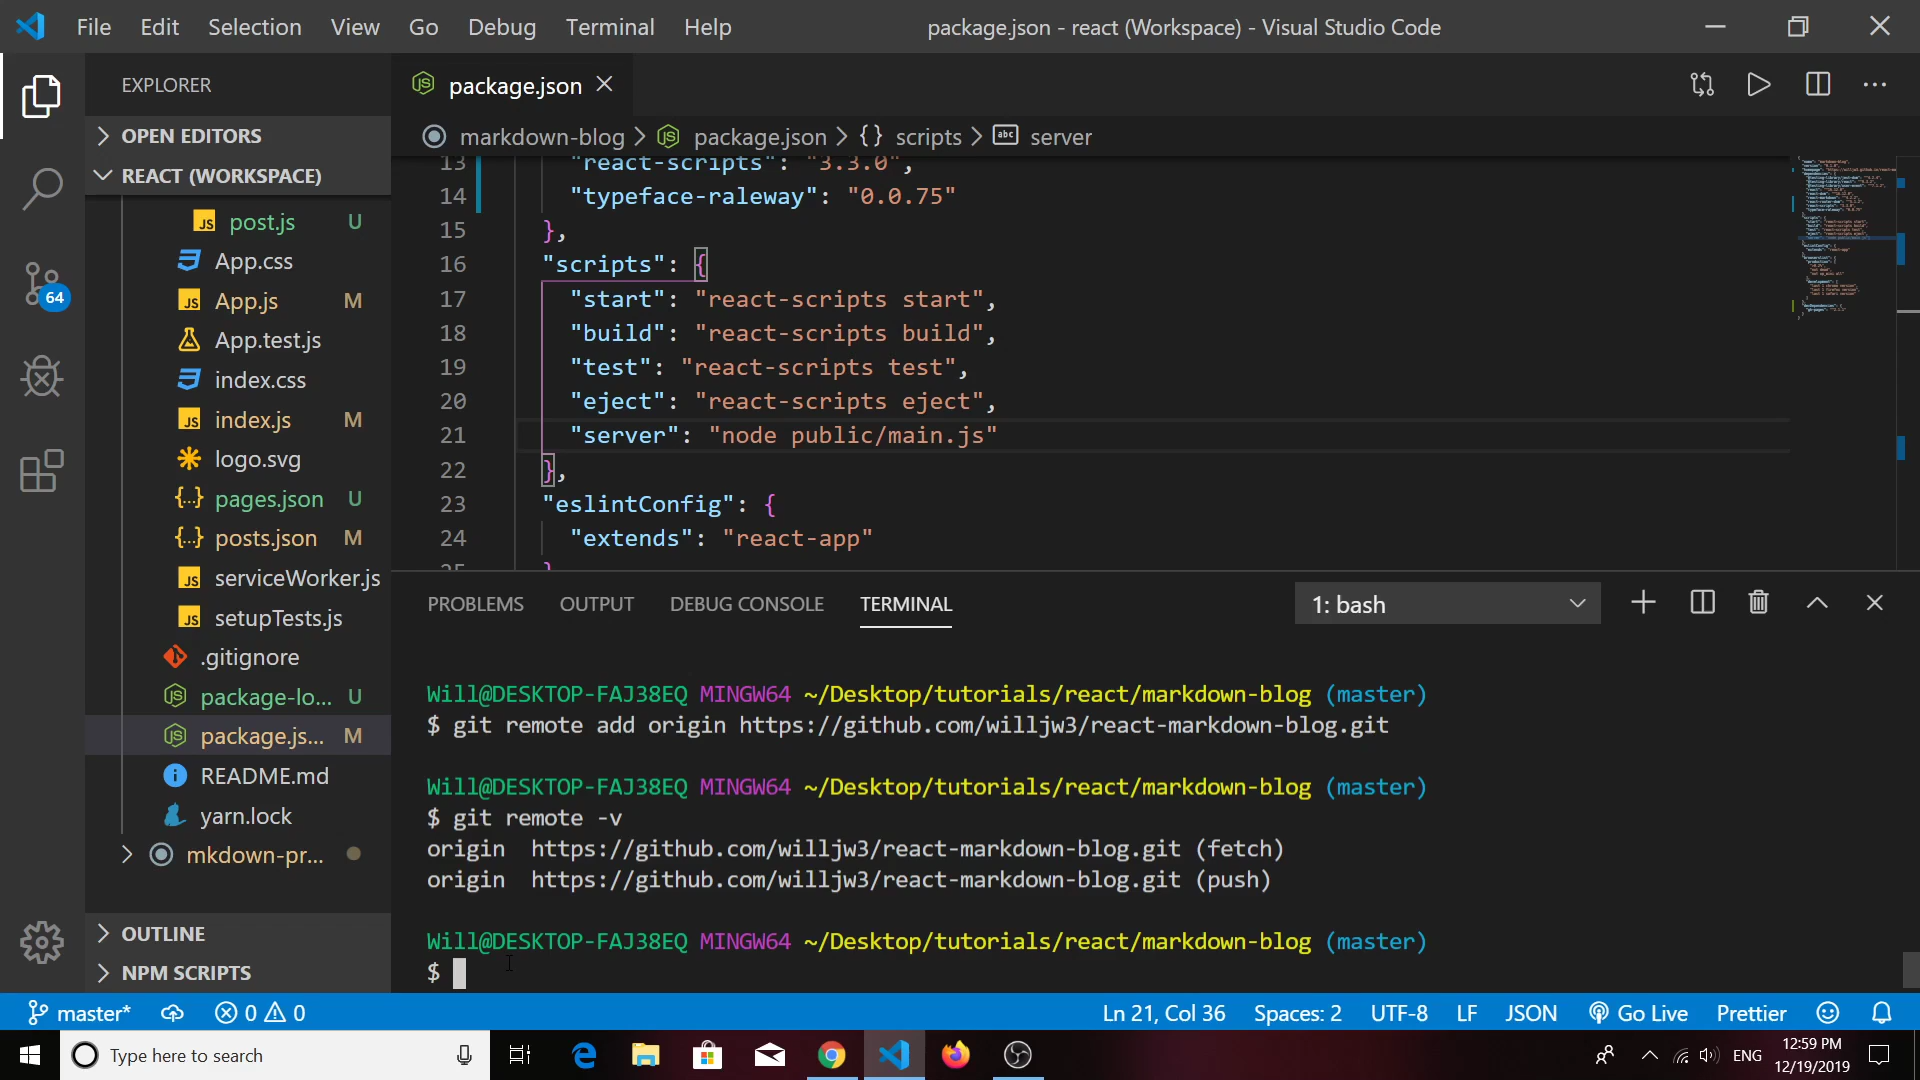 File Edit Selection View Go Debug Terminal Help
package.json - react (Workspace) - Visual Studio Code
EXPLORER
OPEN EDITORS
REACT (WORKSPACE)
post.js U
App.css
App.js M
App.test.js
index.css
index.js M
logo.svg
pages.json U
posts.json M
serviceWorker.js
setupTests.js
.gitignore
package-lo... U
package.js... M
README.md
yarn.lock
mkdown-pr...
OUTLINE
NPM SCRIPTS
64
package.json
markdown-blog > package.json > {} scripts > abc server
13 "react-scripts": "3.3.0",
14 "typeface-raleway": "0.0.75"
15 },
16 "scripts": {
17 "start": "react-scripts start",
18 "build": "react-scripts build",
19 "test": "react-scripts test",
20 "eject": "react-scripts eject",
21 "server": "node public/main.js"
22 },
23 "eslintConfig": {
24 "extends": "react-app"
25 }
PROBLEMS OUTPUT DEBUG CONSOLE TERMINAL
1: bash
Will@DESKTOP-FAJ38EQ MINGW64 ~/Desktop/tutorials/react/markdown-blog (master)
$ git remote add origin https://github.com/willjw3/react-markdown-blog.git
Will@DESKTOP-FAJ38EQ MINGW64 ~/Desktop/tutorials/react/markdown-blog (master)
$ git remote -v
origin https://github.com/willjw3/react-markdown-blog.git (fetch)
origin https://github.com/willjw3/react-markdown-blog.git (push)
Will@DESKTOP-FAJ38EQ MINGW64 ~/Desktop/tutorials/react/markdown-blog (master)
$
master* 0 0
Ln 21, Col 36 Spaces: 2 UTF-8 LF JSON Go Live Prettier
Type here to search
ENG
12:59 PM
12/19/2019